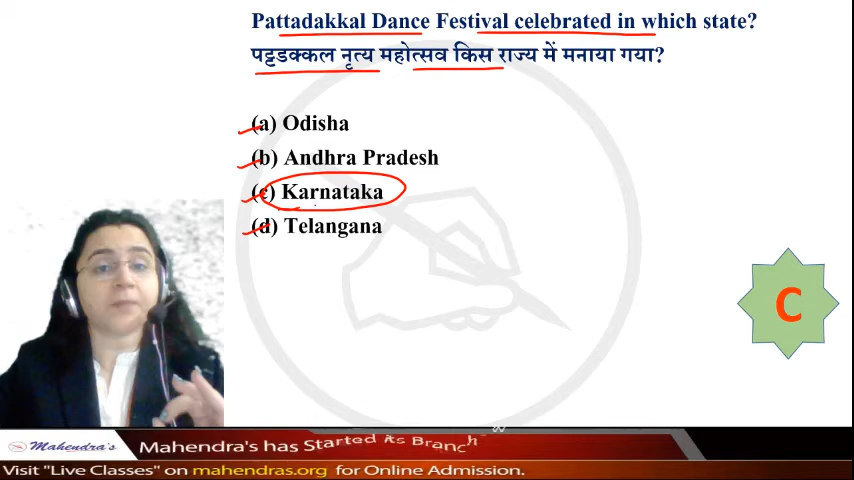 Pattadakkal Dance Festival celebrated in which state?
पट्टडक्कल नृत्य महोत्सव किस राज्य में मनाया गया?
(a) Odisha
(b) Andhra Pradesh
(c) Karnataka
(d) Telangana
C
Mahendra's
Mahendra's has Started its Branch
Visit "Live Classes" on mahendras.org for Online Admission.